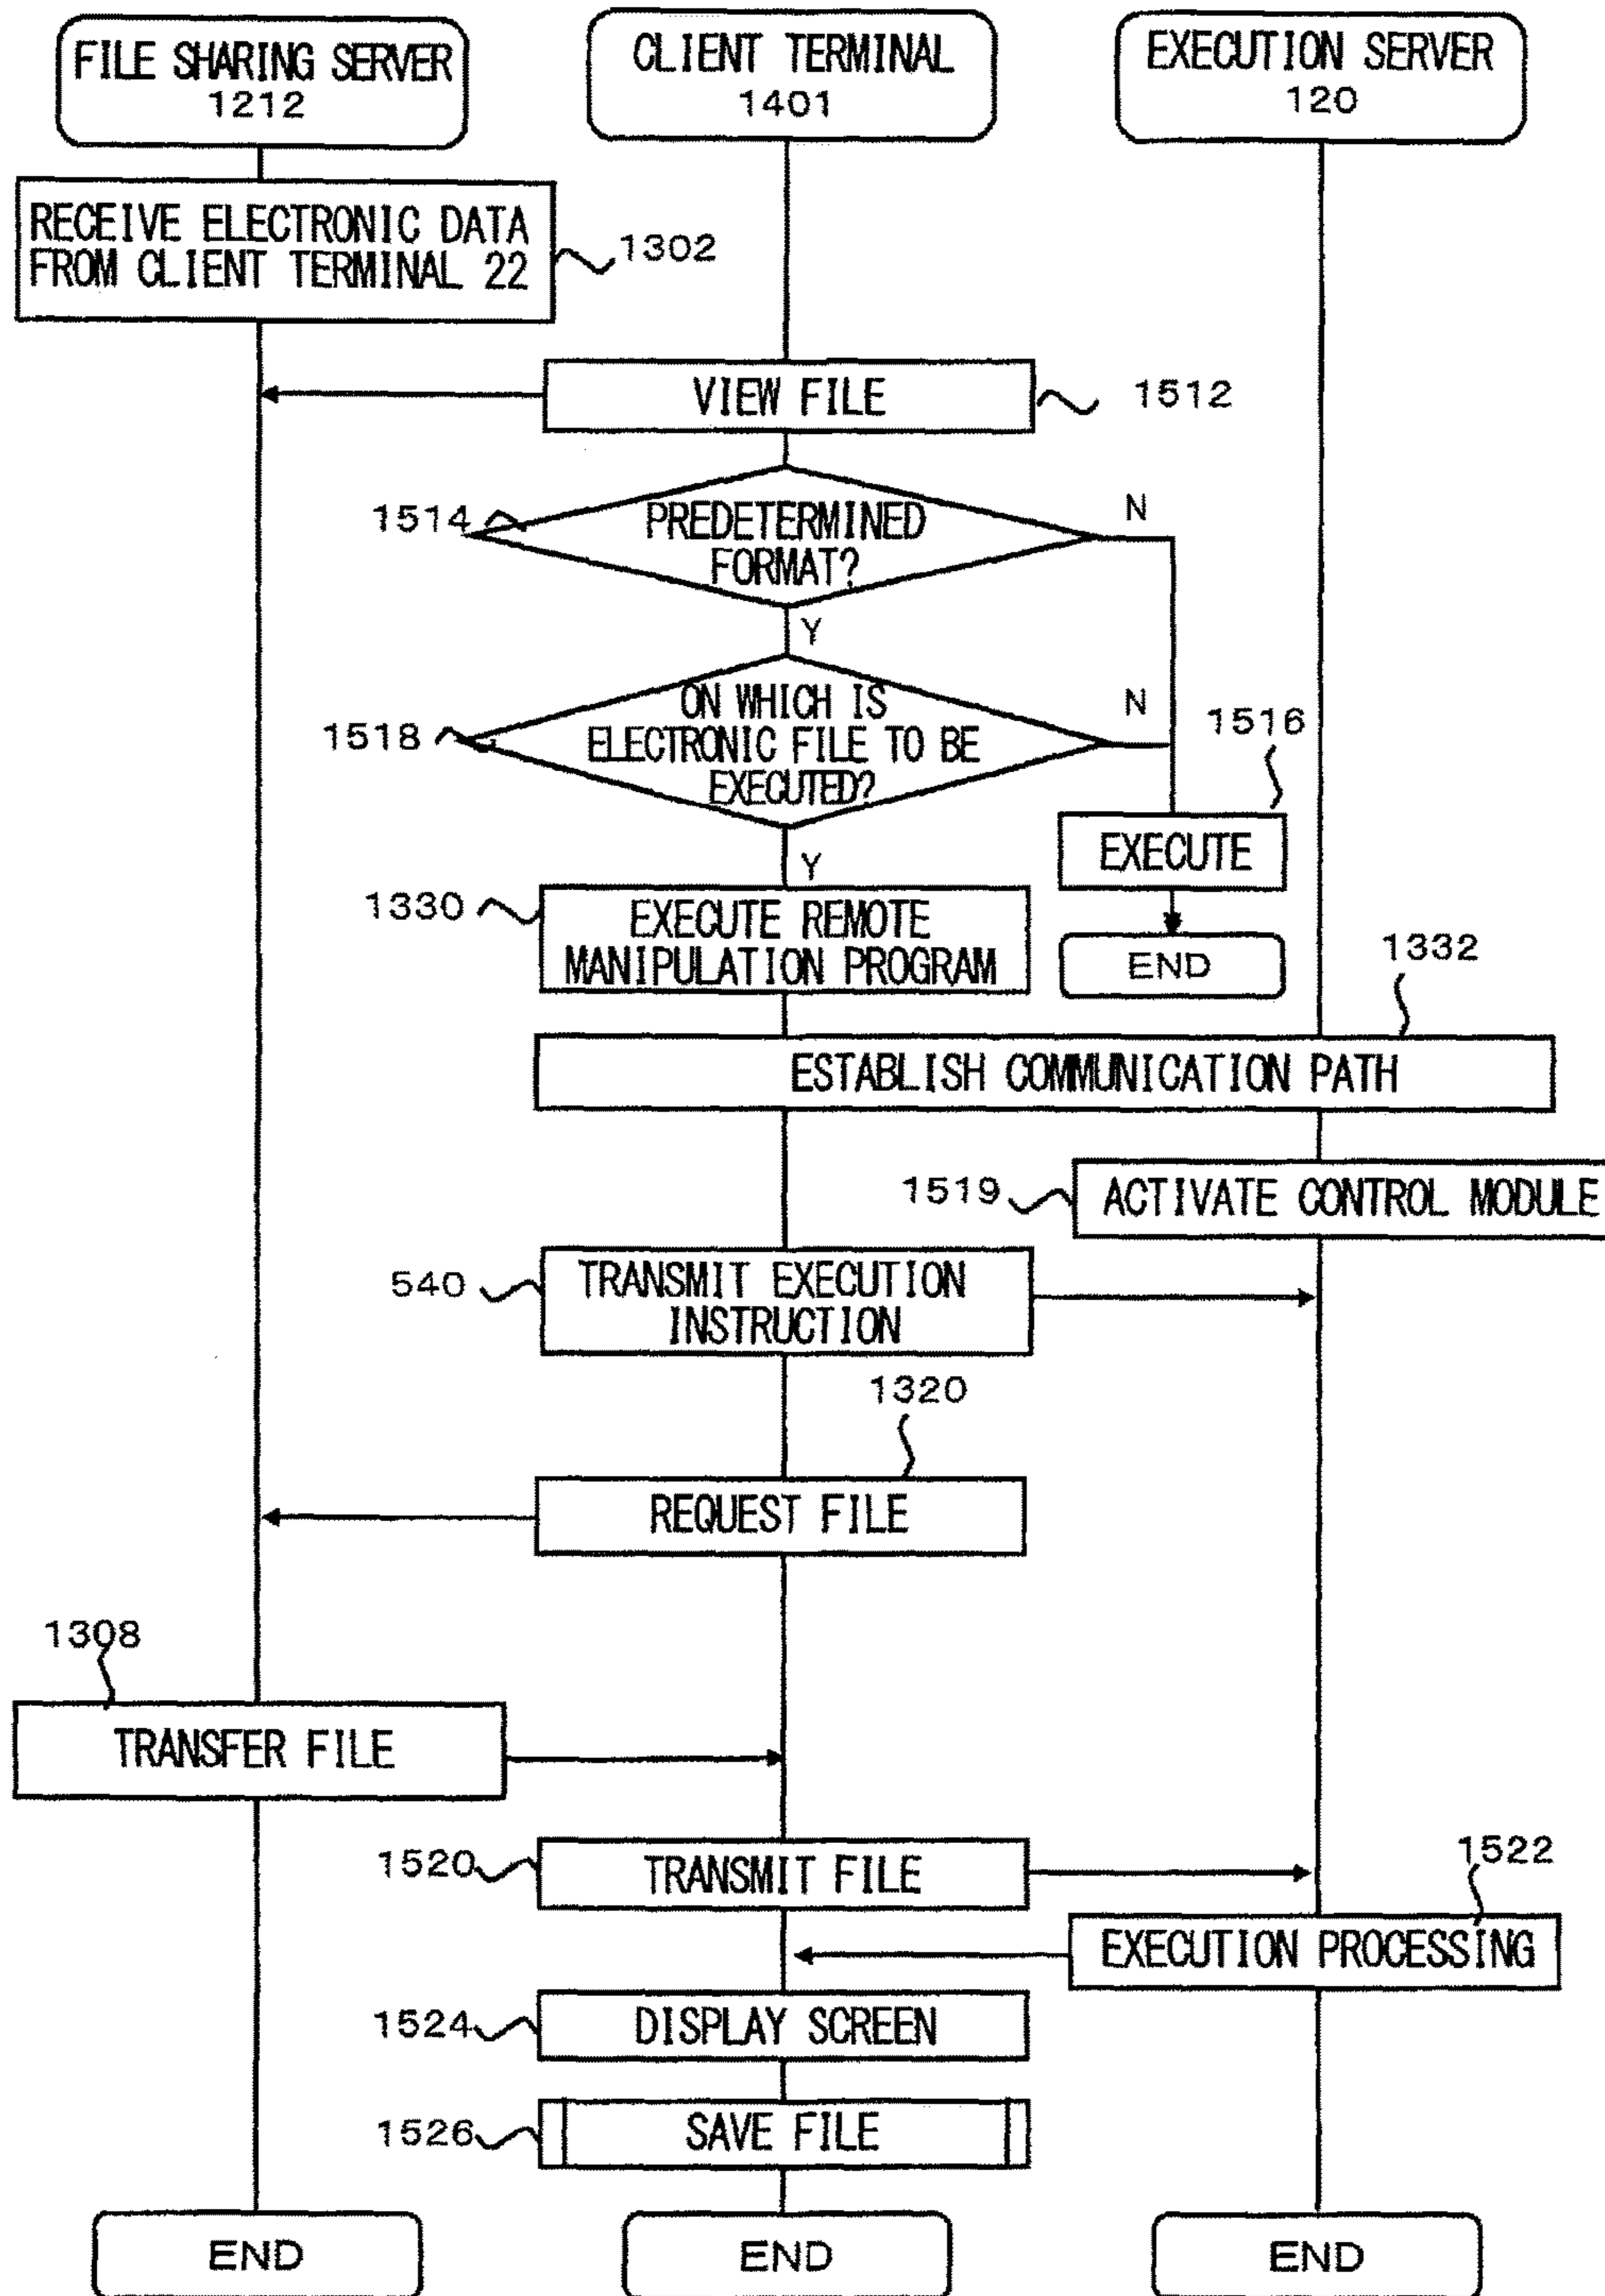 FILE SHARING SERVER
1212
CLIENT TERMINAL
1401
EXECUTION SERVER
120
RECEIVE ELECTRONIC DATA
FROM CLIENT TERMINAL 22
1302
VIEW FILE
1512
1514
PREDETERMINED
FORMAT?
N
Y
1518
ON WHICH IS
ELECTRONIC FILE TO BE
EXECUTED?
N
1516
Y
EXECUTE
1330
EXECUTE REMOTE
MANIPULATION PROGRAM
END
1332
ESTABLISH COMMUNICATION PATH
1519
ACTIVATE CONTROL MODULE
540
TRANSMIT EXECUTION
INSTRUCTION
1320
REQUEST FILE
1308
TRANSFER FILE
1520
TRANSMIT FILE
1522
EXECUTION PROCESSING
1524
DISPLAY SCREEN
1526
SAVE FILE
END
END
END